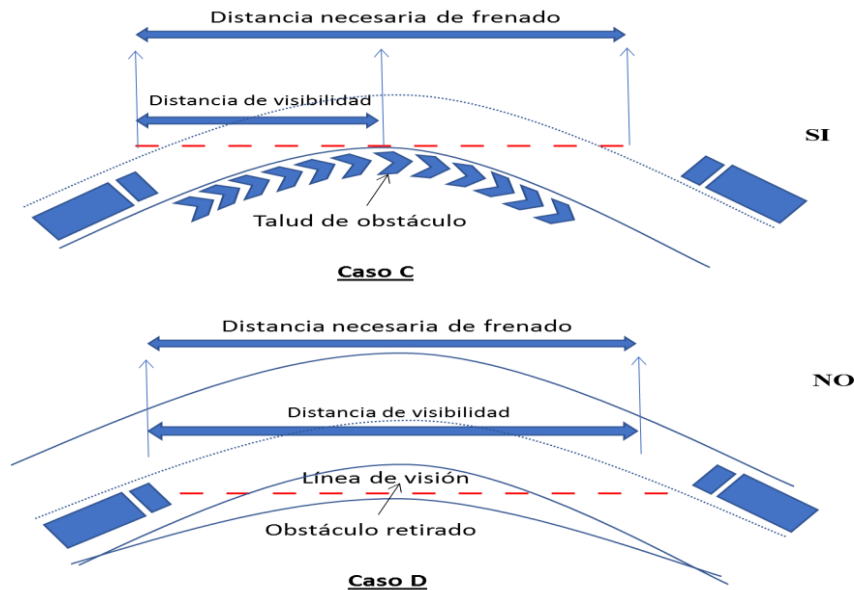 Distancia necesaria de frenado
Distancia de visibilidad
SI
Talud de obstáculo
Caso C
Distancia necesaria de frenado
NO
Distancia de visibilidad
Línea de visión
Obstáculo retirado
Caso D